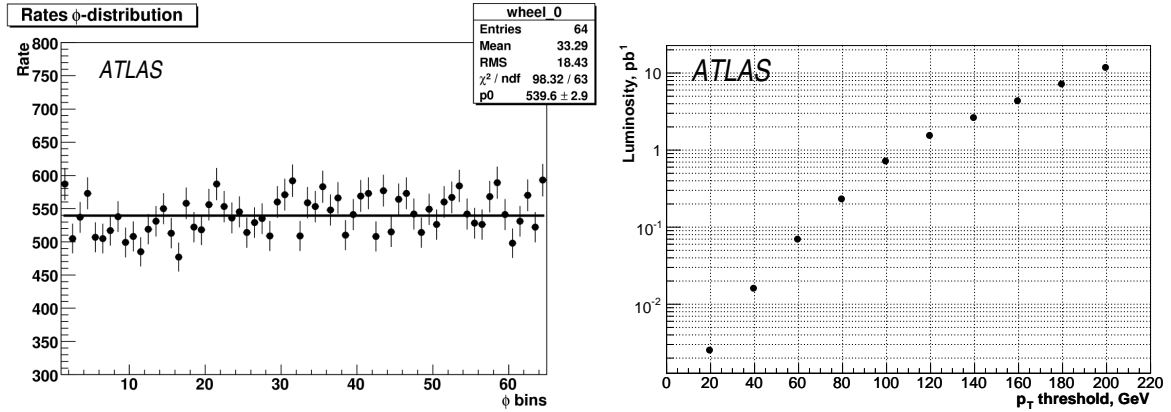 Rates ϕ-distribution
wheel_0
Entries 64
Mean 33.29
RMS 18.43
χ² / ndf 98.32 / 63
p0 539.6 ± 2.9
Rate
ATLAS
800
750
700
650
600
550
500
450
400
350
300
10 20 30 40 50 60
ϕ bins
Luminosity, pb⁻¹
ATLAS
10
1
10⁻¹
10⁻²
0 20 40 60 80 100 120 140 160 180 200 220
p_T threshold, GeV